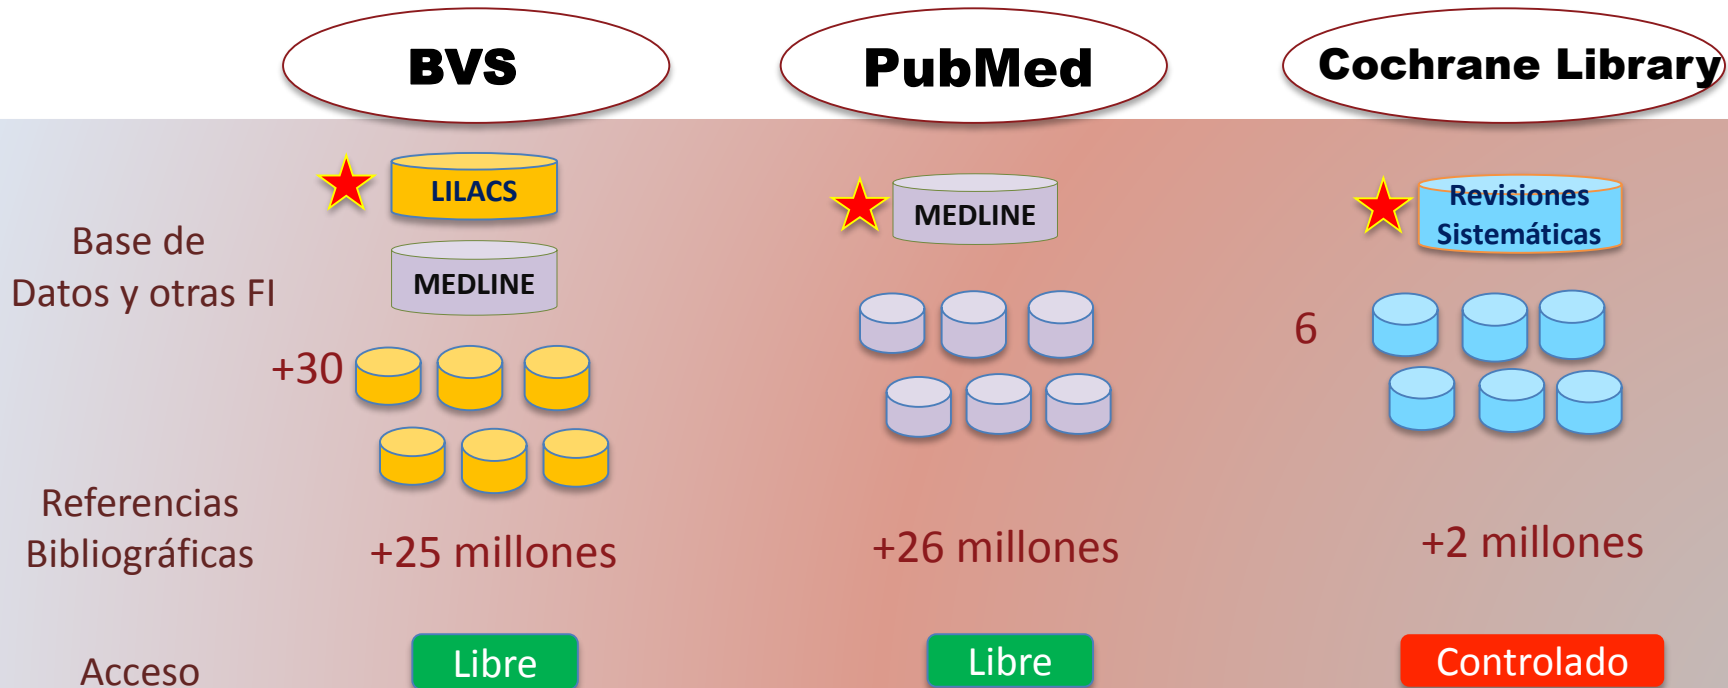 BVS
PubMed
Cochrane Library
Base de
Datos y otras FI
LILACS
MEDLINE
+30
MEDLINE
Revisiones
Sistemáticas
6
Referencias
Bibliográficas
+25 millones
+26 millones
+2 millones
Acceso
Libre
Libre
Controlado